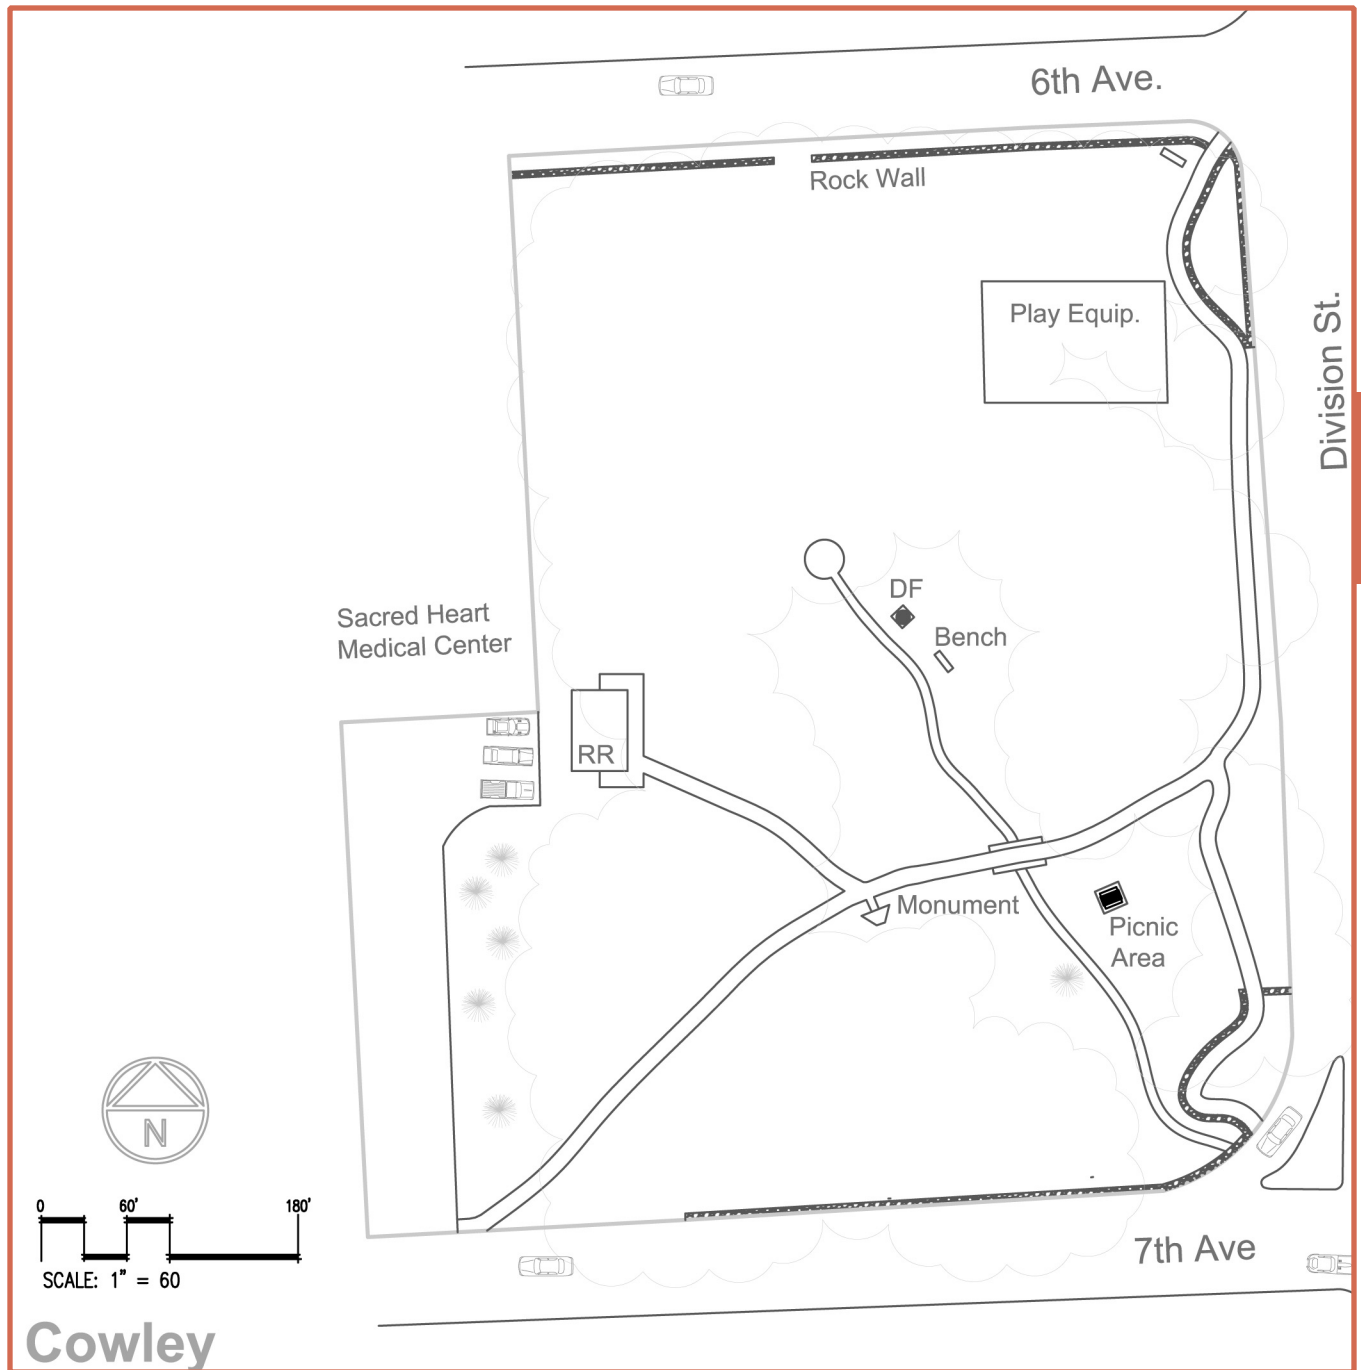 6th Ave.
Rock Wall
Play Equip.
Division St.
DF
Bench
Sacred Heart
Medical Center
RR
Monument
Picnic
Area
N
0 60' 180'
SCALE: 1" = 60
7th Ave
Cowley